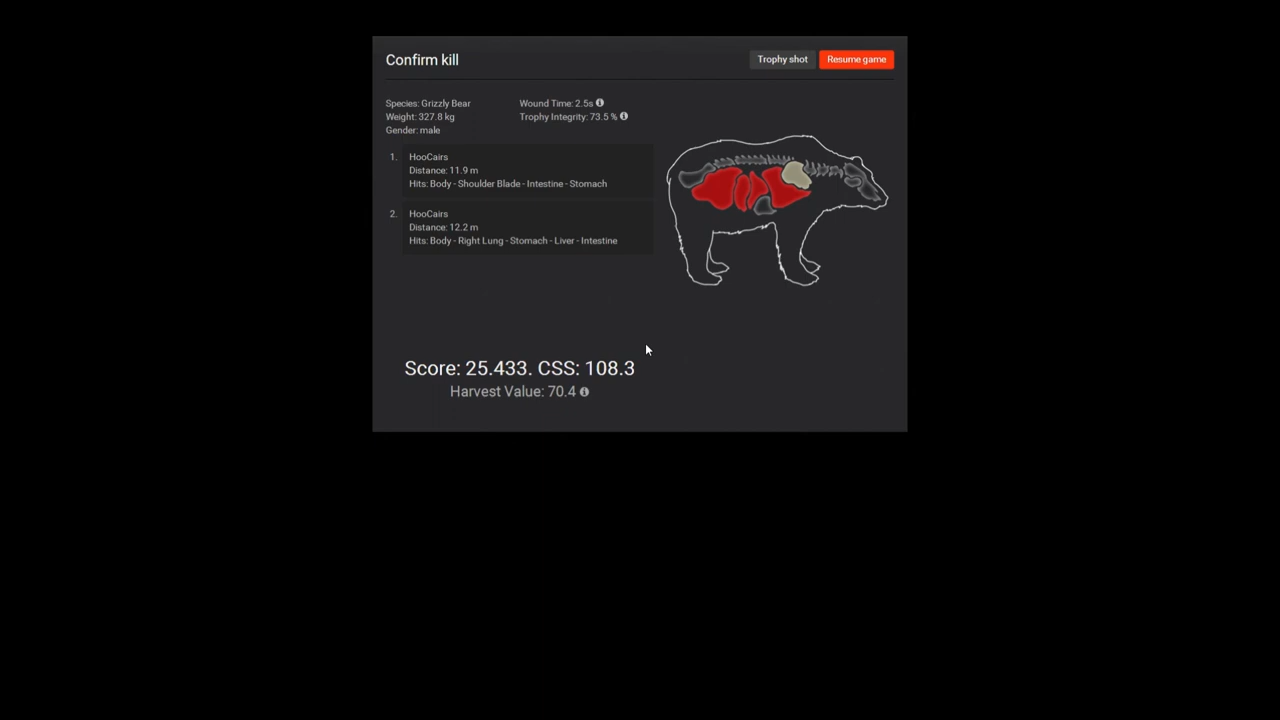 Confirm kill
Trophy shot
Resume game
Species: Grizzly Bear
Weight: 327.8 kg
Gender: male
Wound Time: 2.5s
Trophy Integrity: 73.5 %
1.
HooCairs
Distance: 11.9 m
Hits: Body - Shoulder Blade - Intestine - Stomach
2.
HooCairs
Distance: 12.2 m
Hits: Body - Right Lung - Stomach - Liver - Intestine
Score: 25.433. CSS: 108.3
Harvest Value: 70.4